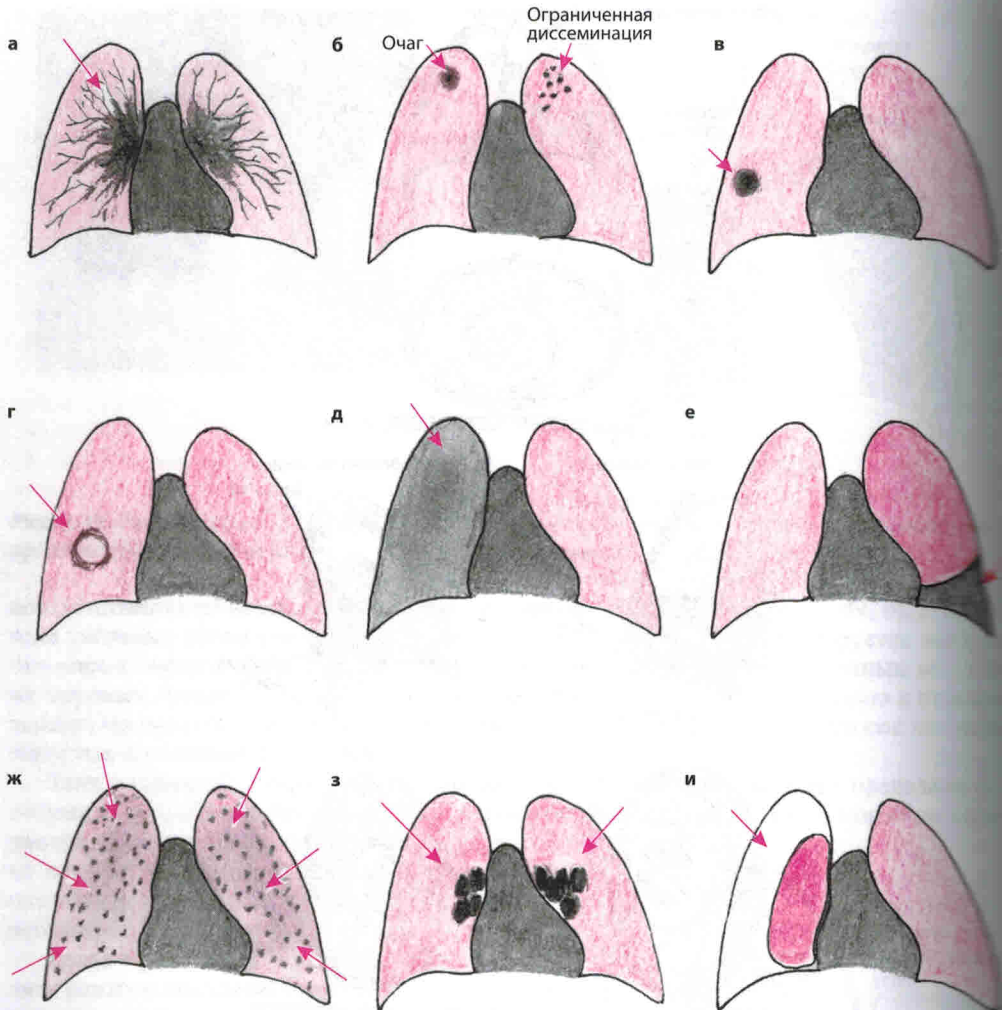 а
б
Очаг
Ограниченная
диссеминация
в
г
д
е
ж
з
и